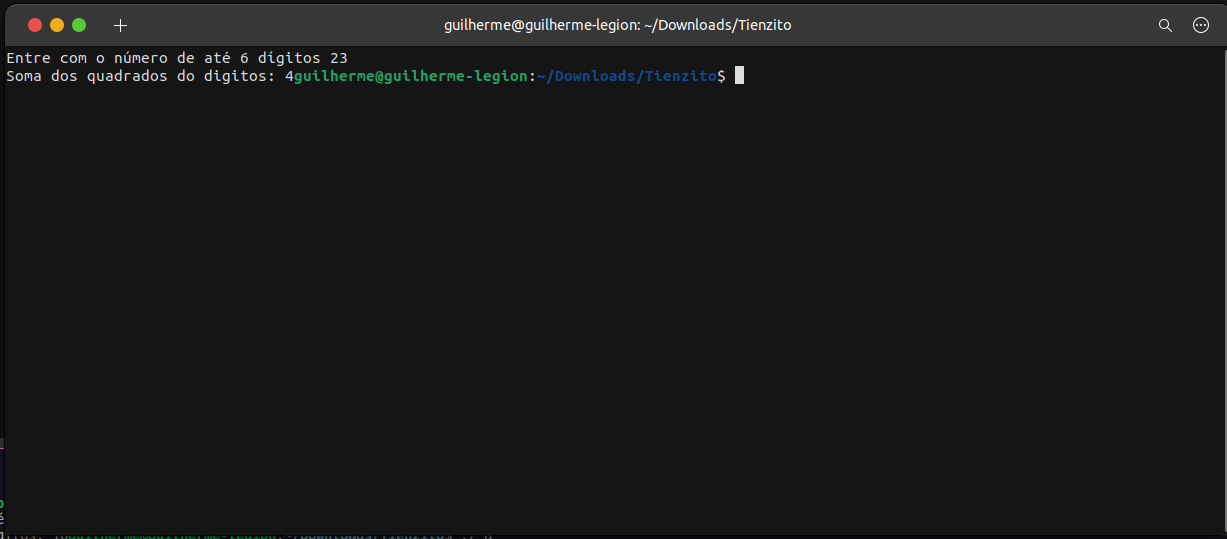 guilherme@guilherme-legion: ~/Downloads/Tienzito
Entre com o número de até 6 dígitos 23
Soma dos quadrados do digitos: 4guilherme@guilherme-legion:~/Downloads/Tienzito$